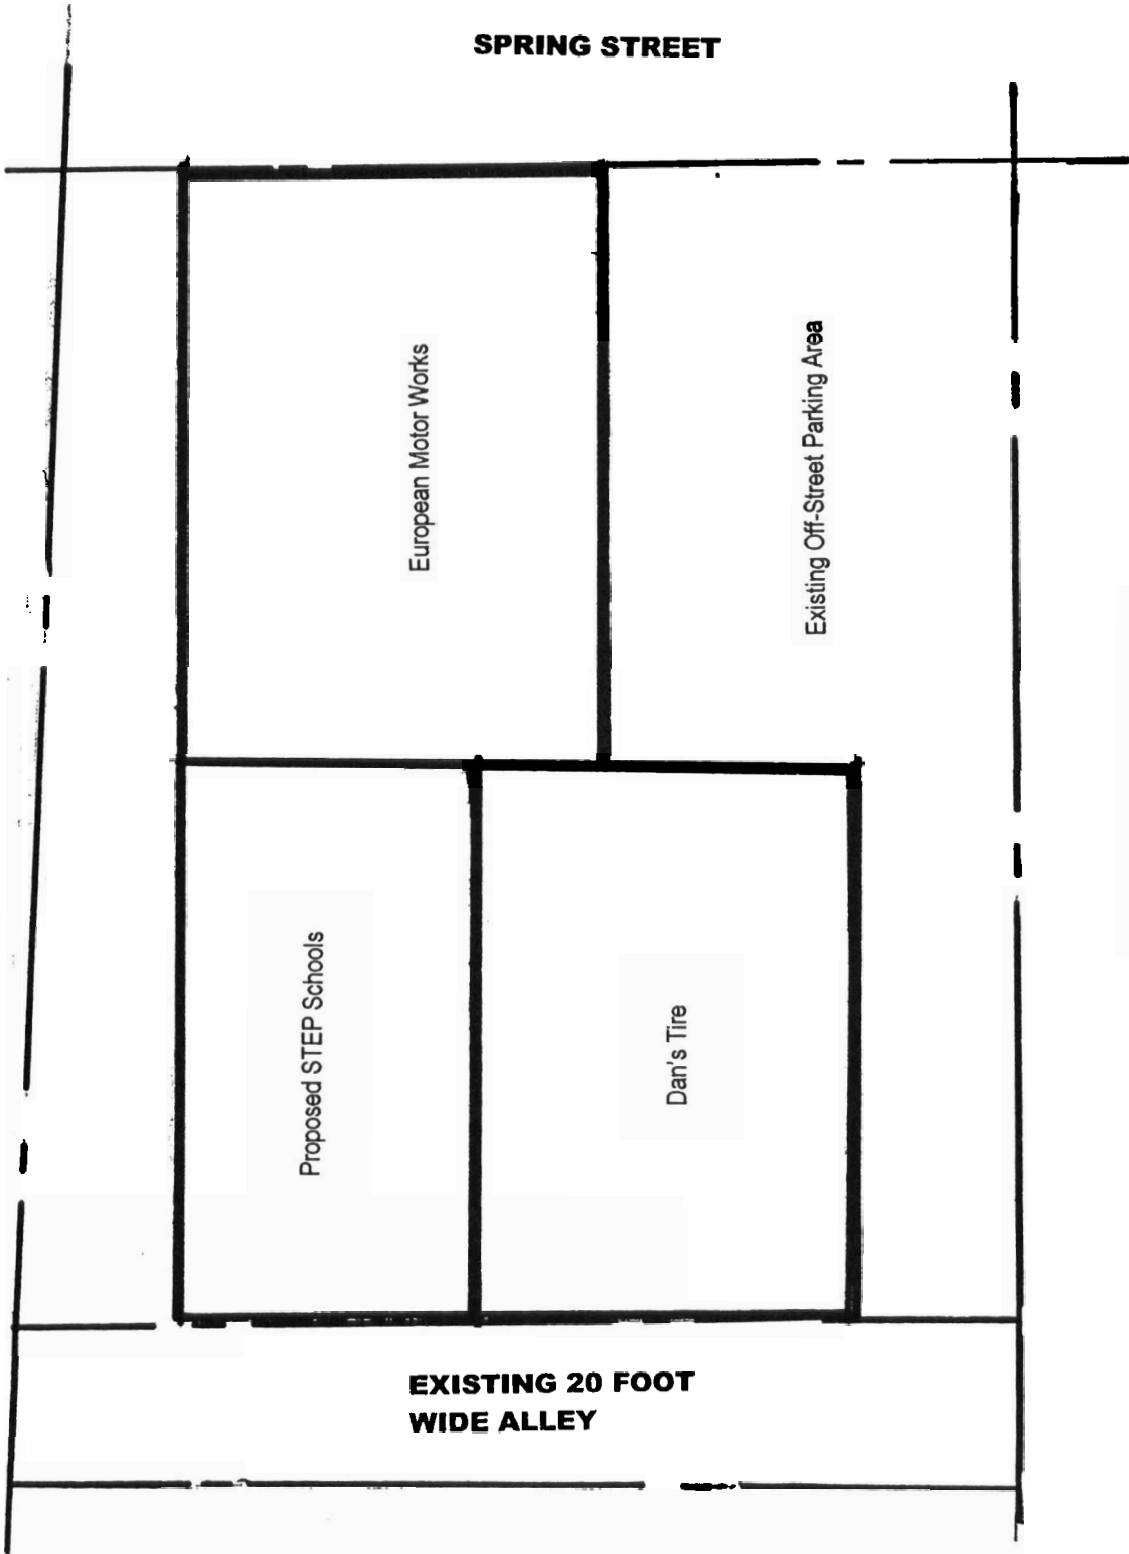 SPRING STREET
European Motor Works
Existing Off-Street Parking Area
Proposed STEP Schools
Dan's Tire
EXISTING 20 FOOT
WIDE ALLEY